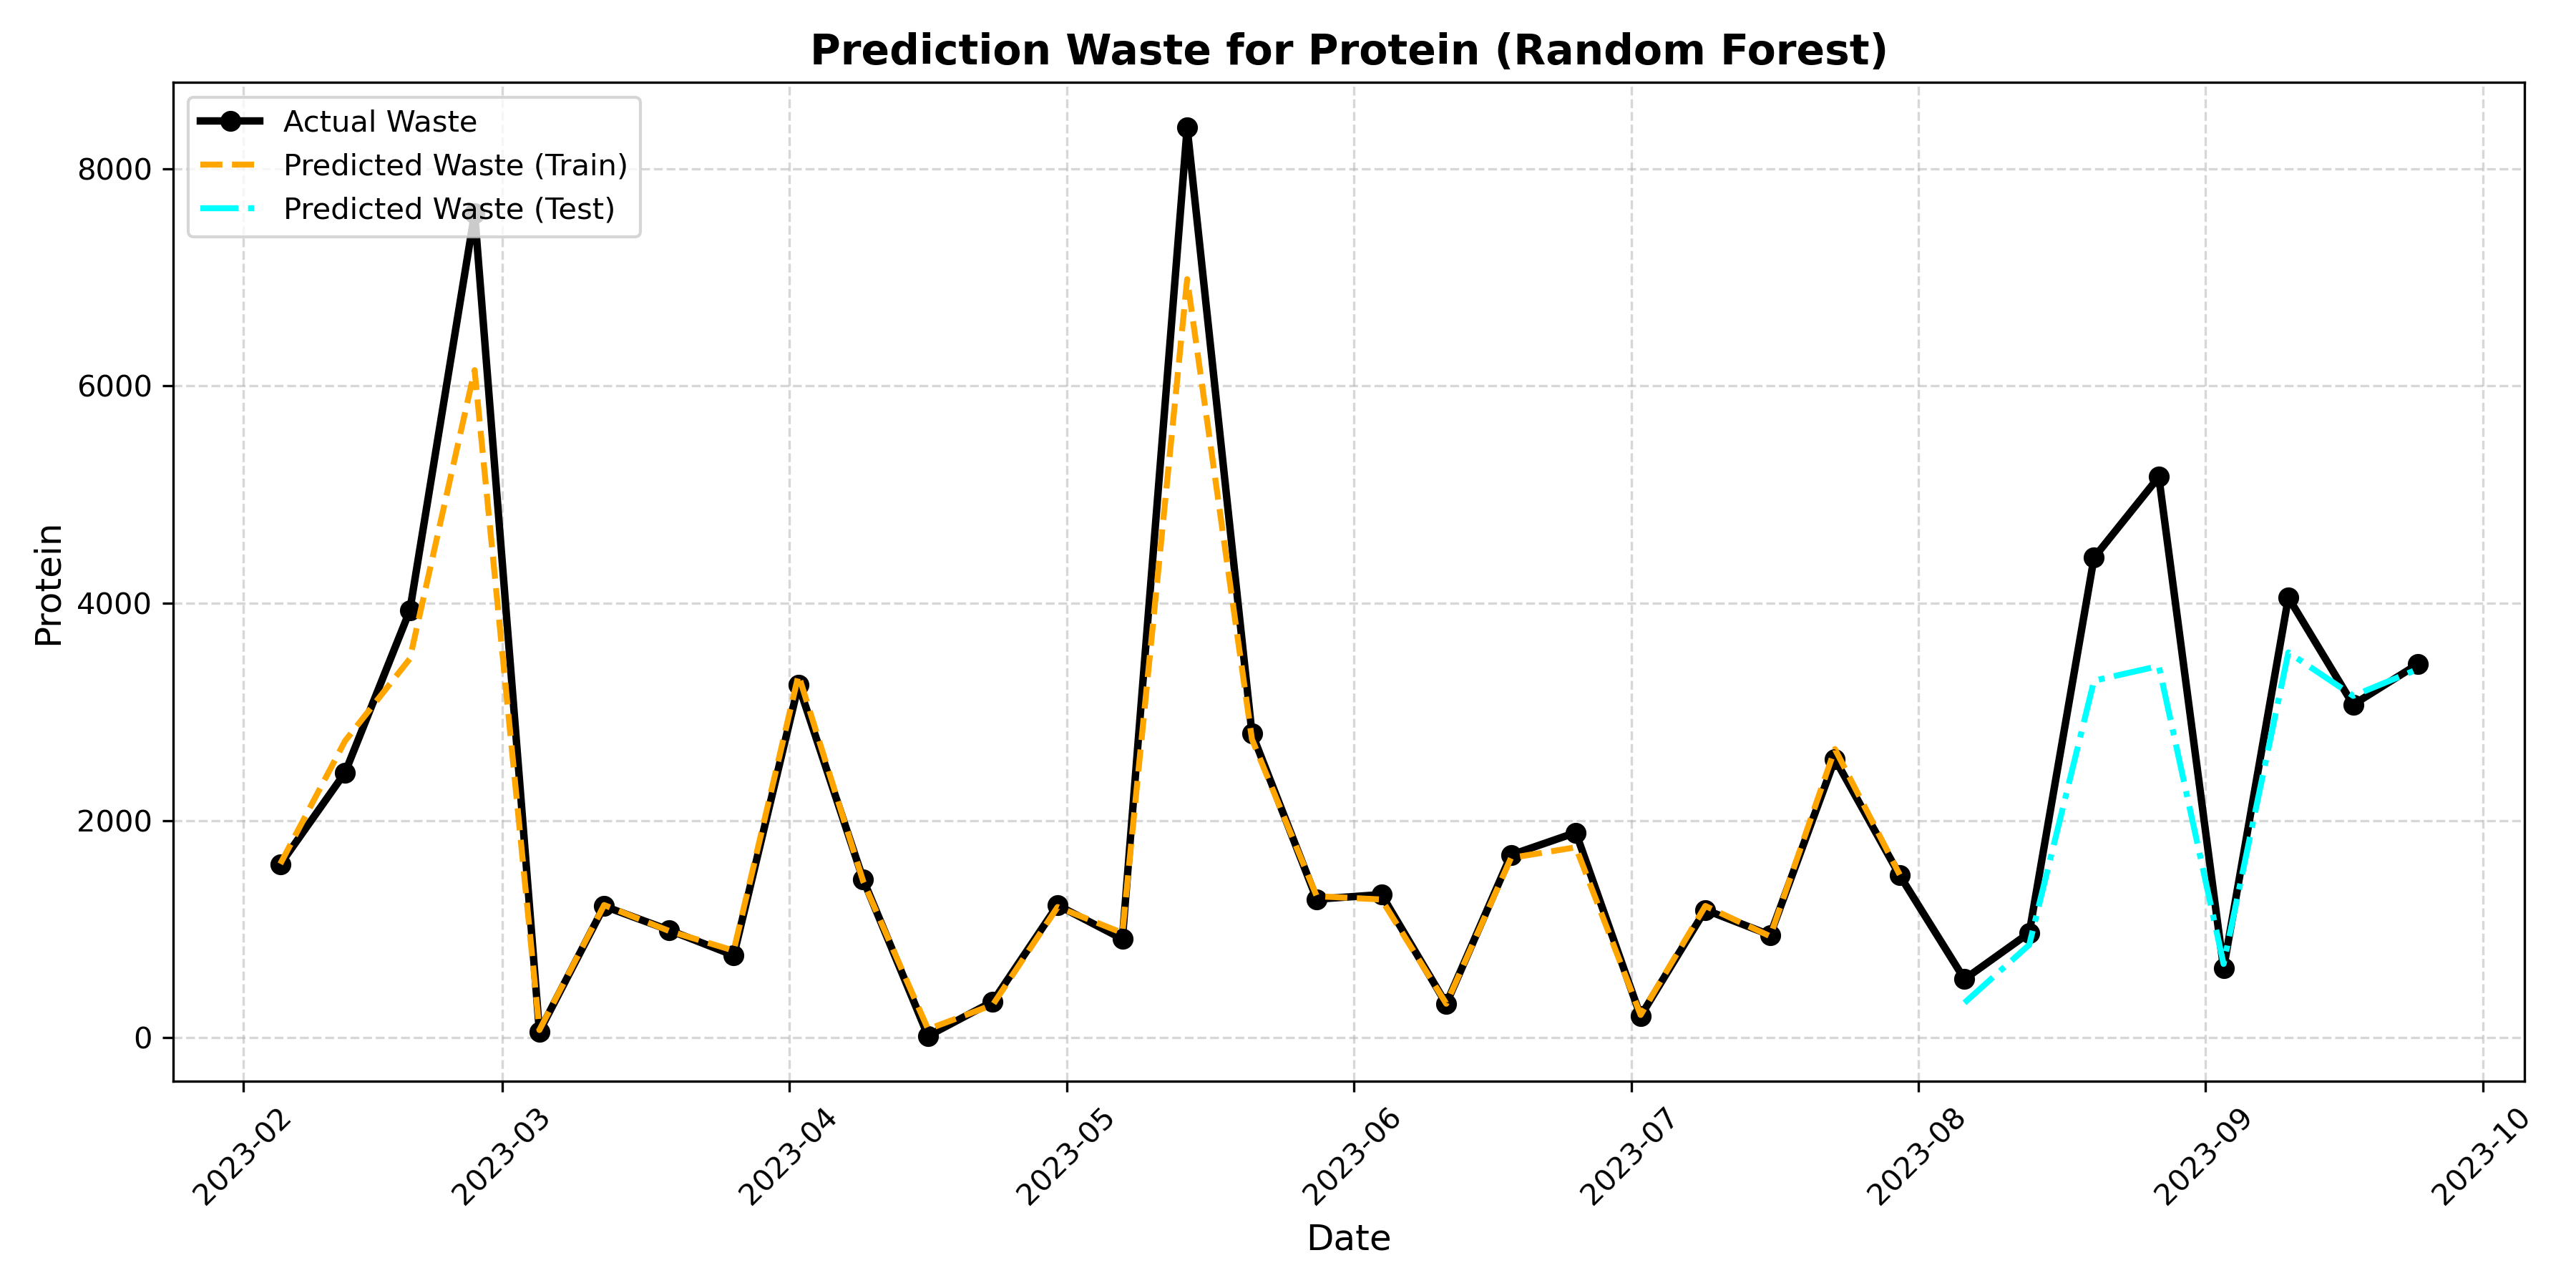 Prediction Waste for Protein (Random Forest)
Actual Waste
Predicted Waste (Train)
Predicted Waste (Test)
Protein
8000
6000
4000
2000
0
2023-02
2023-03
2023-04
2023-05
2023-06
2023-07
2023-08
2023-09
2023-10
Date